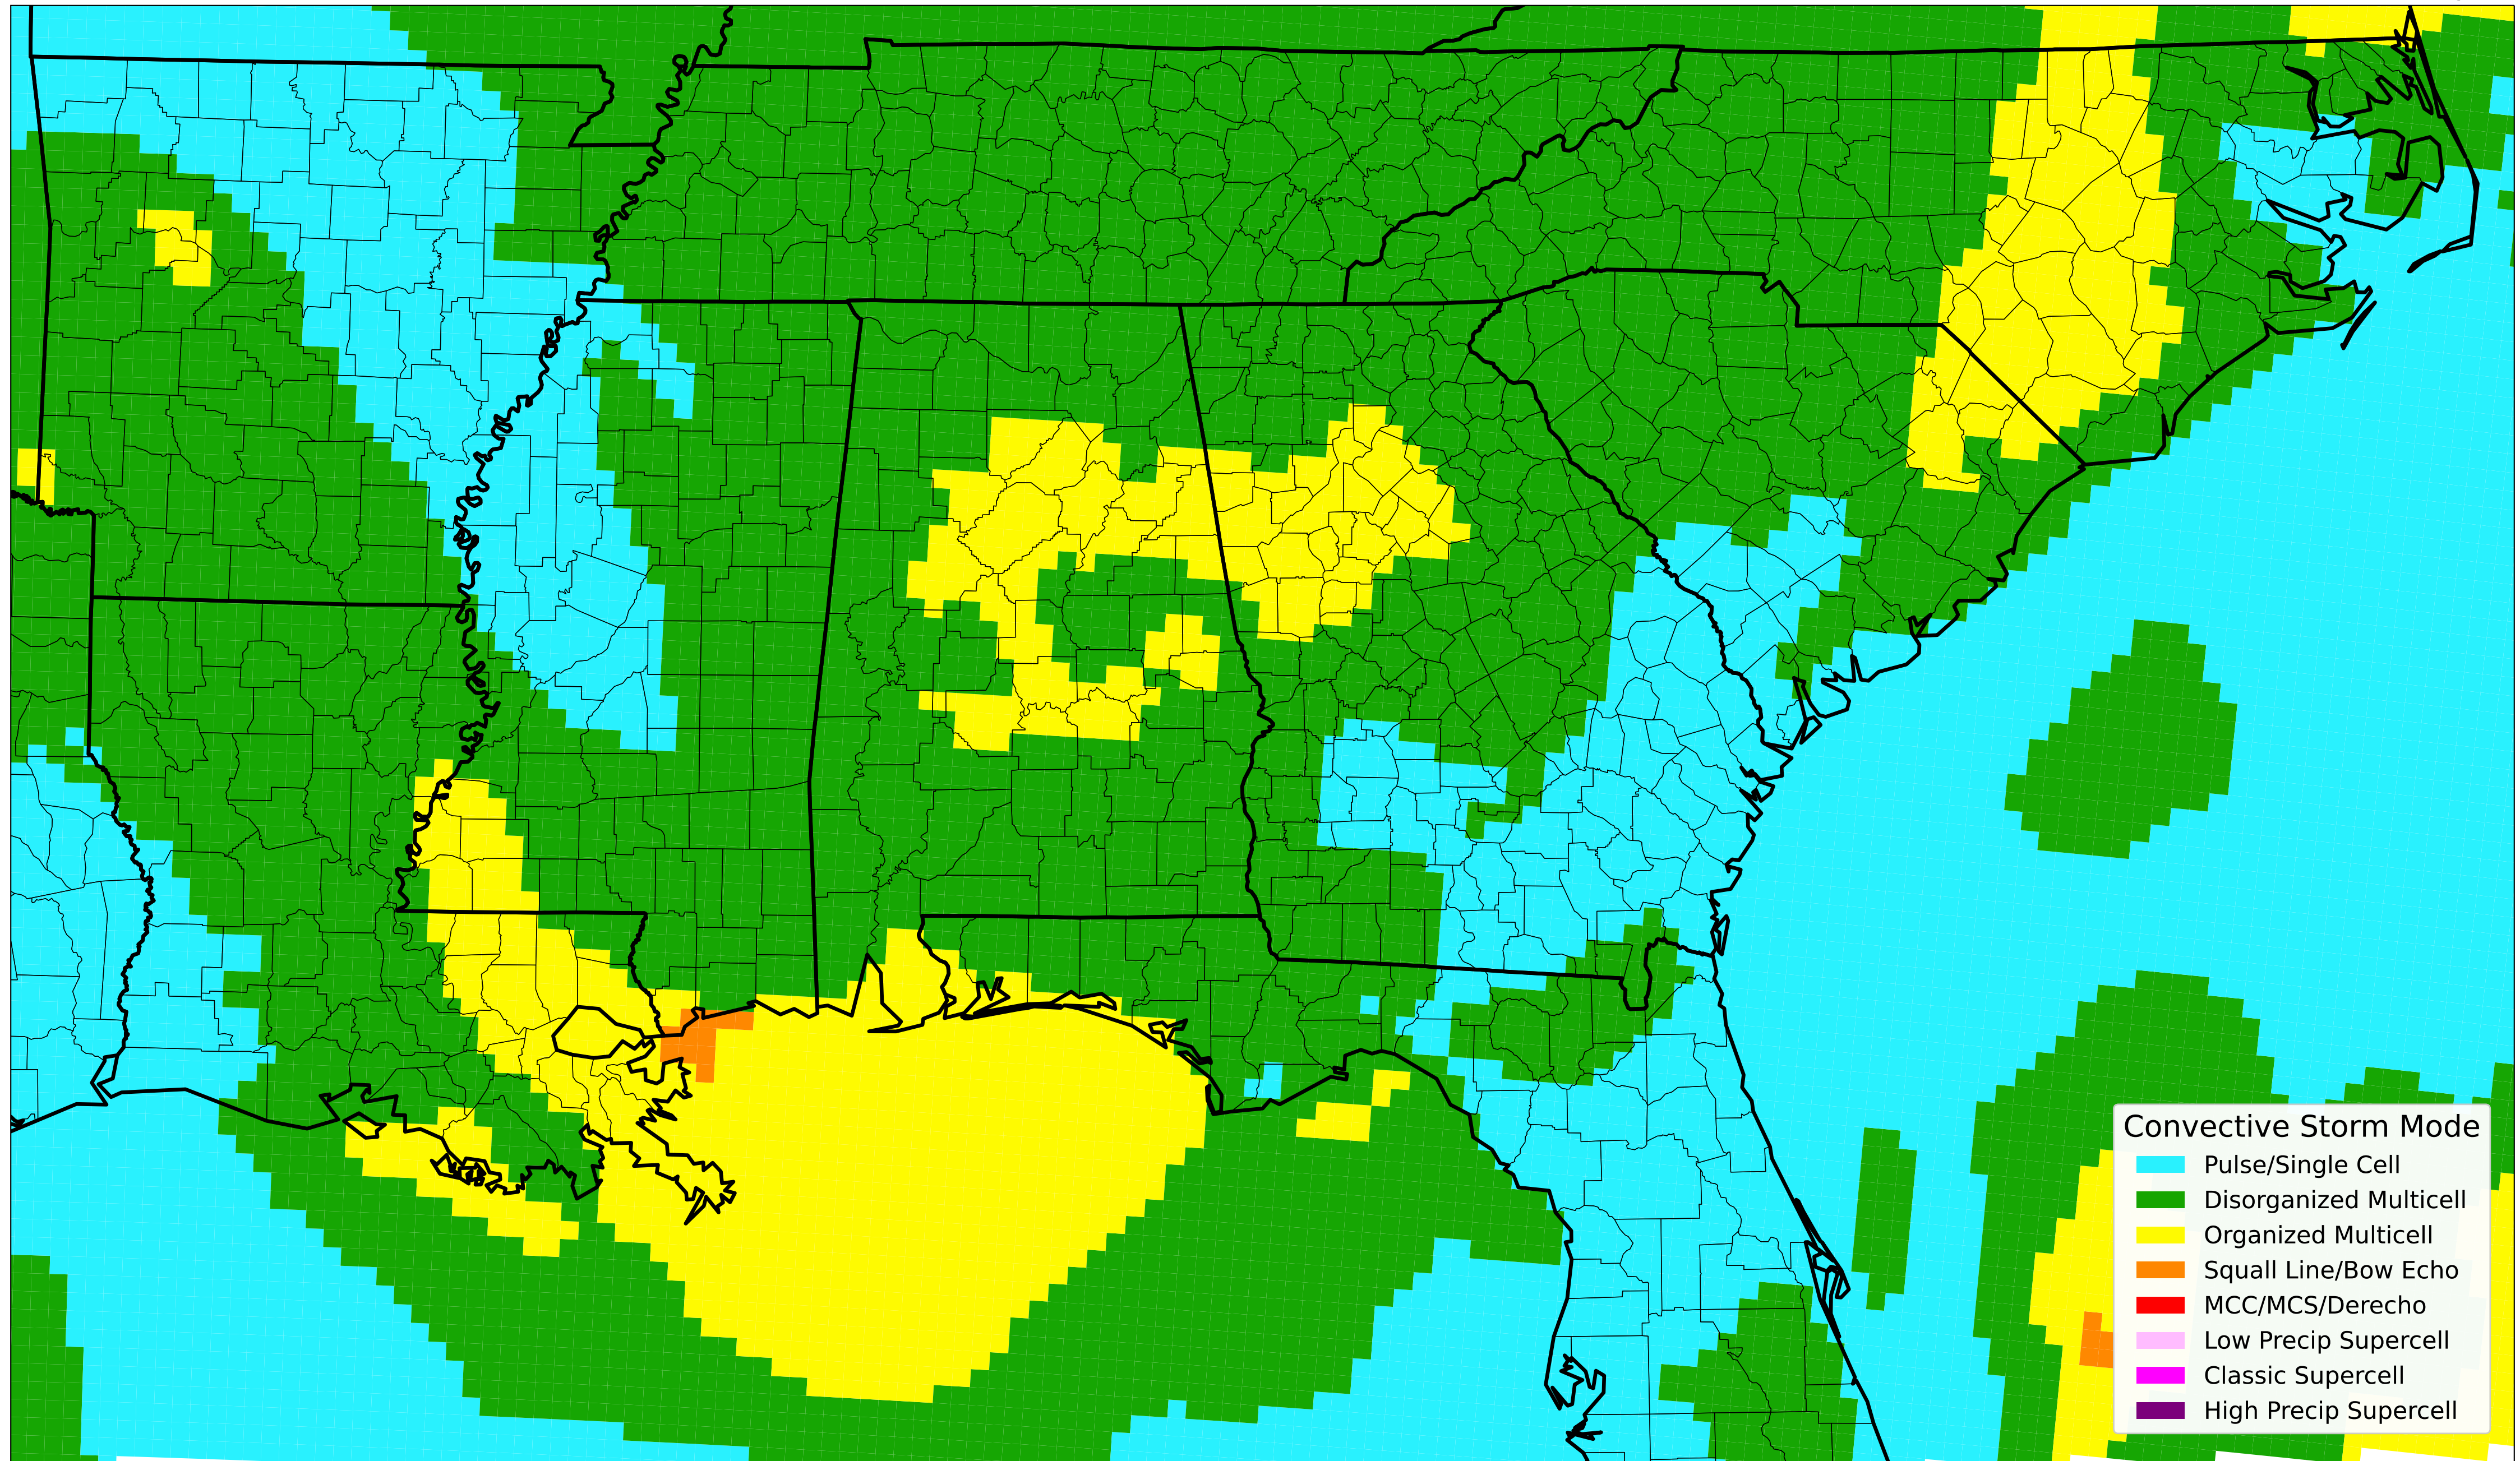 Convective Storm Mode
Pulse/Single Cell
Disorganized Multicell
Organized Multicell
Squall Line/Bow Echo
MCC/MCS/Derecho
Low Precip Supercell
Classic Supercell
High Precip Supercell